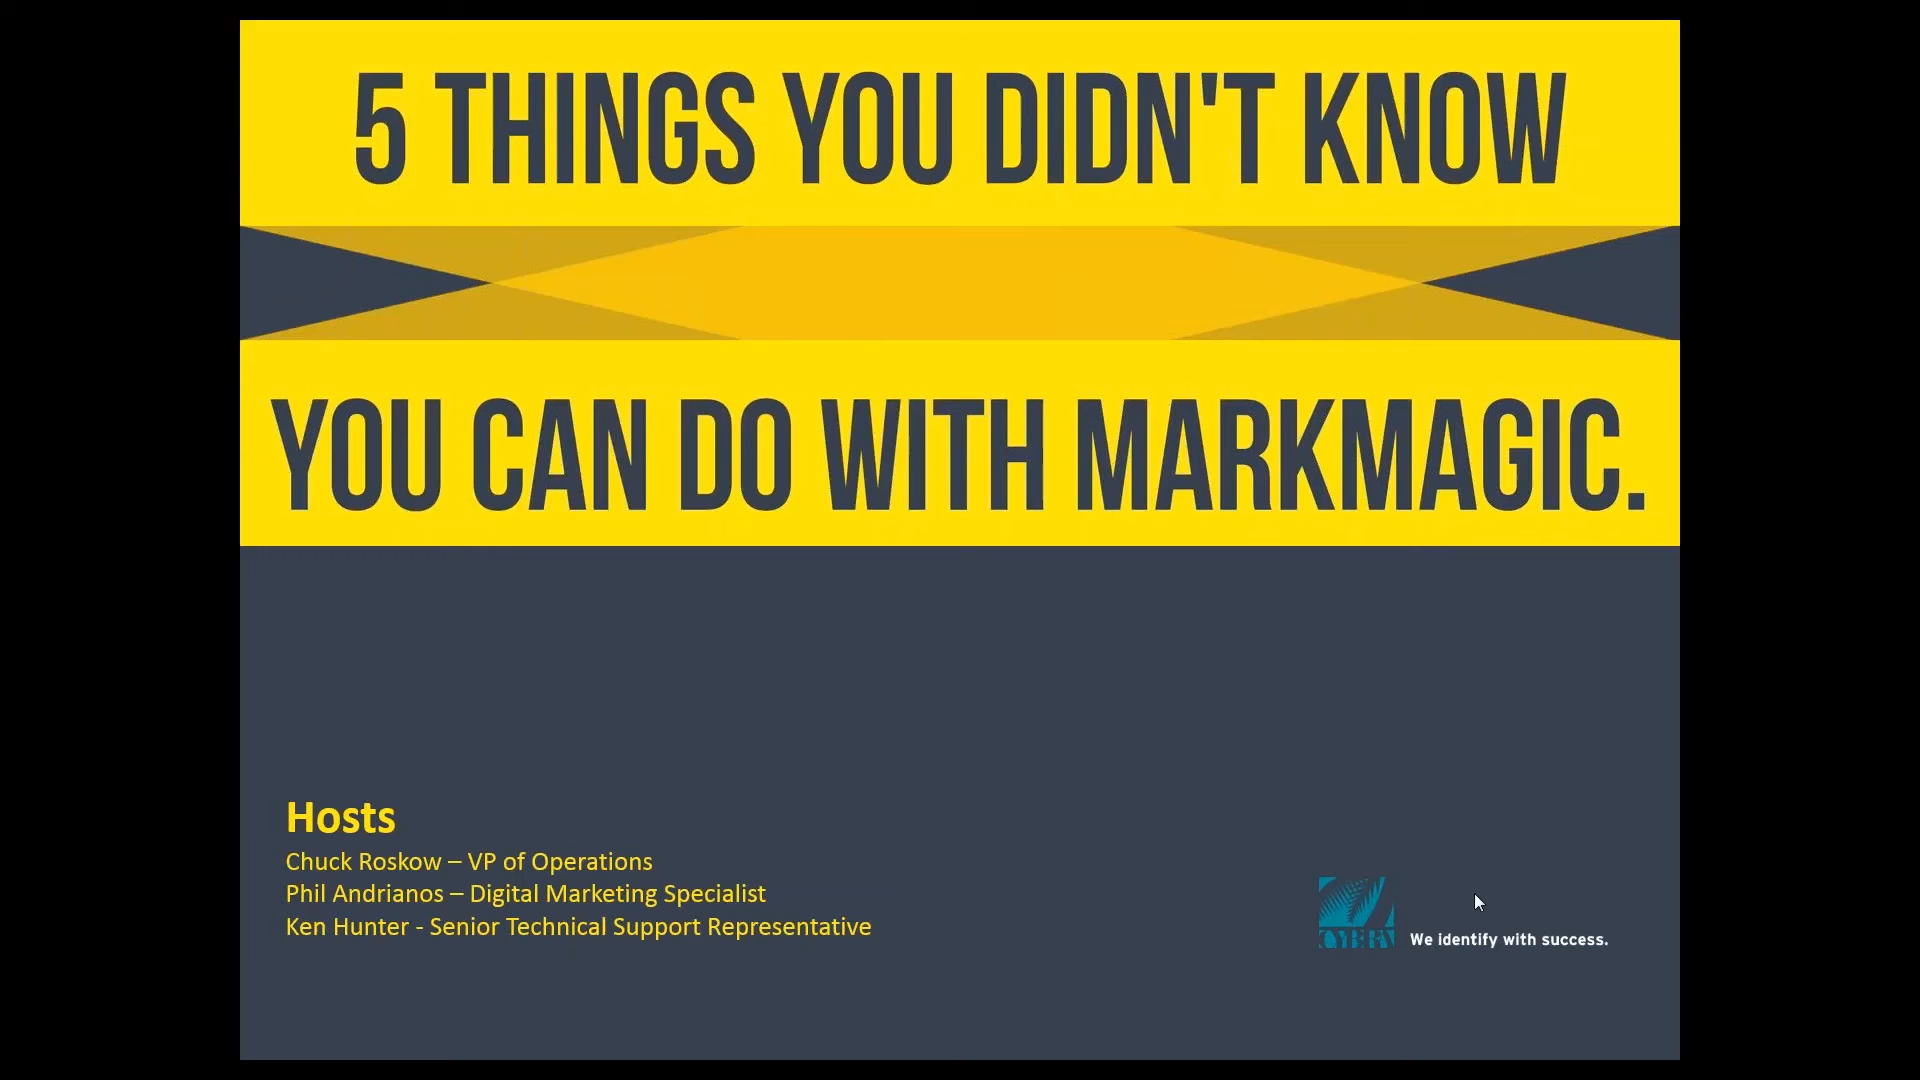 5 THINGS YOU DIDN'T KNOW
YOU CAN DO WITH MARKMAGIC.
Hosts
Chuck Roskow – VP of Operations
Phil Andrianos – Digital Marketing Specialist
Ken Hunter - Senior Technical Support Representative
CYBRA
We identify with success.